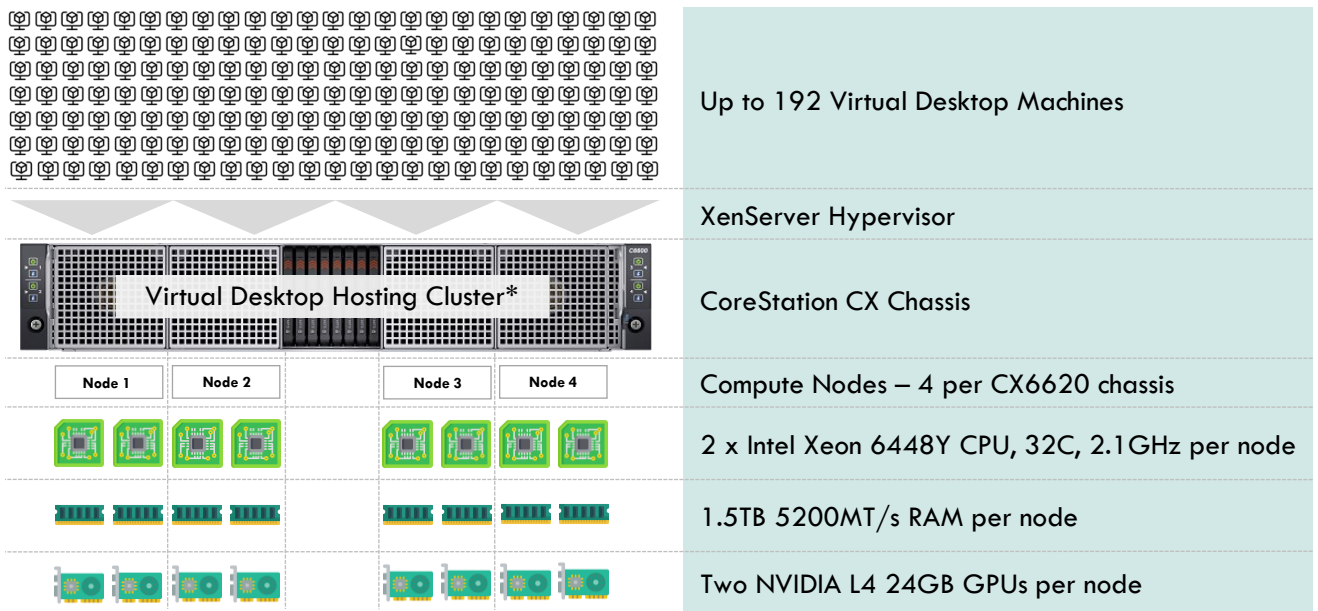 Up to 192 Virtual Desktop Machines
XenServer Hypervisor
Virtual Desktop Hosting Cluster*
CoreStation CX Chassis
Node 1
Node 2
Node 3
Node 4
Compute Nodes – 4 per CX6620 chassis
2 x Intel Xeon 6448Y CPU, 32C, 2.1GHz per node
1.5TB 5200MT/s RAM per node
Two NVIDIA L4 24GB GPUs per node